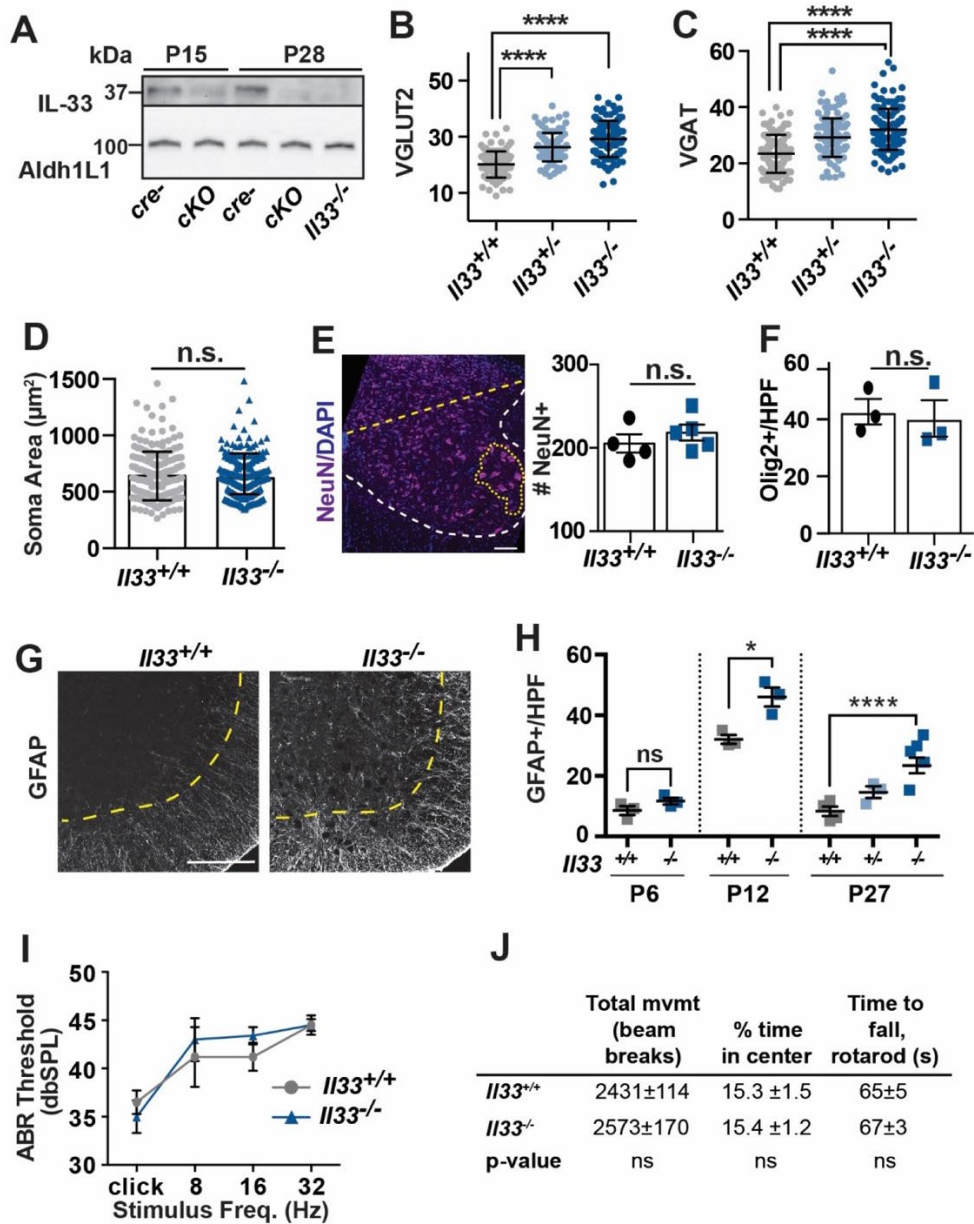 A
kDa P15 P28
IL-33 37
100
Aldh1L1
cre- cKO cre- cKO Il33-/-
B
****
****
VGLUT2
50
30
10
Il33+/+ Il33+/- Il33-/-
C
****
****
VGAT
60
40
20
0
Il33+/+ Il33+/- Il33-/-
D
n.s.
Soma Area (µm²)
1500
1000
500
0
Il33+/+ Il33-/-
E
NeuN/DAPI
n.s.
# NeuN+
300
200
100
Il33+/+ Il33-/-
F
n.s.
Olig2+/HPF
60
40
20
0
Il33+/+ Il33-/-
G
Il33+/+ Il33-/-
GFAP
H
GFAP+/HPF
60
40
20
0
ns
*
****
Il33 +/+ -/- +/+ -/- +/+ +/- -/-
P6 P12 P27
I
ABR Threshold
(dbSPL)
50
45
40
35
30
Il33+/+
Il33-/-
click 8 16 32
Stimulus Freq. (Hz)
J
Total mvmt (beam breaks) % time in center Time to fall, rotarod (s)
Il33+/+ 2431±114 15.3 ±1.5 65±5
Il33-/- 2573±170 15.4 ±1.2 67±3
p-value ns ns ns